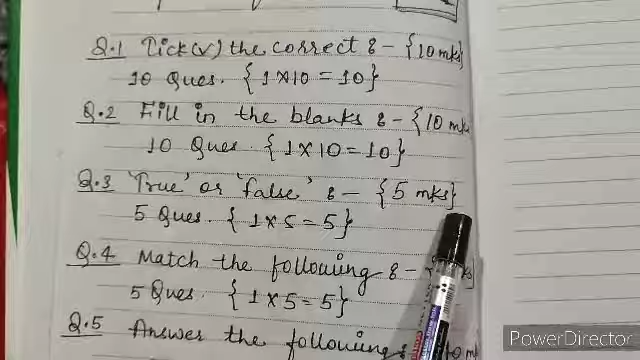 Q.1 Tick(√) the correct :- {10 mks}
10 Ques. {1×10=10}
Q.2 Fill in the blanks :- {10 mk
10 Ques {1×10=10}
Q.3 'True' or 'false' :- {5 mks}
5 Ques. {1×5=5}
Q.4 Match the following :-
5 Ques. {1×5=5}
Q.5 Answer the following
PowerDirector